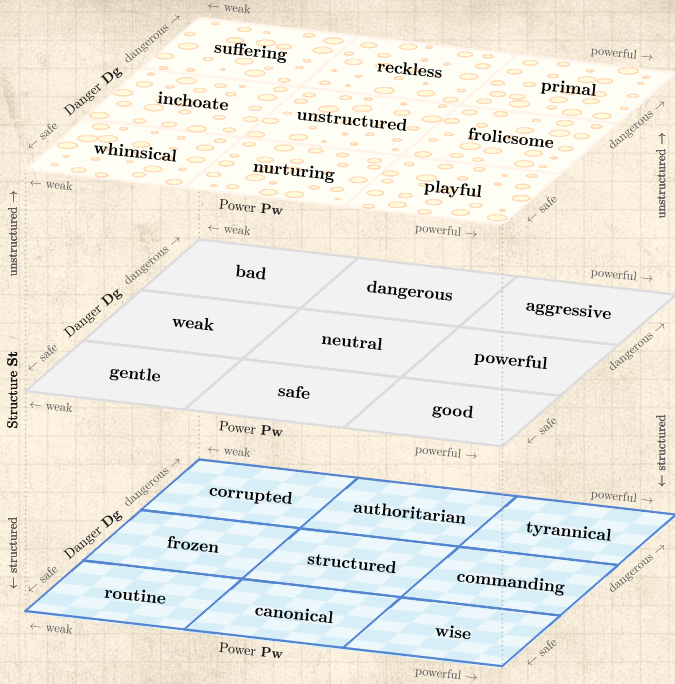 ← weak
dangerous →
suffering
reckless
powerful →
primal
Danger Dg
inchoate
unstructured
frolicsome
dangerous →
← safe
whimsical
nurturing
playful
← weak
Power Pw
powerful →
← safe
unstructured →
unstructured →
← weak
dangerous →
bad
dangerous
powerful →
aggressive
Danger Dg
weak
neutral
powerful
dangerous →
← safe
gentle
safe
good
← weak
Power Pw
powerful →
← safe
Structure St
← structured
← structured
← weak
dangerous →
corrupted
authoritarian
powerful →
tyrannical
Danger Dg
frozen
structured
commanding
dangerous →
← safe
routine
canonical
wise
← weak
Power Pw
powerful →
← safe